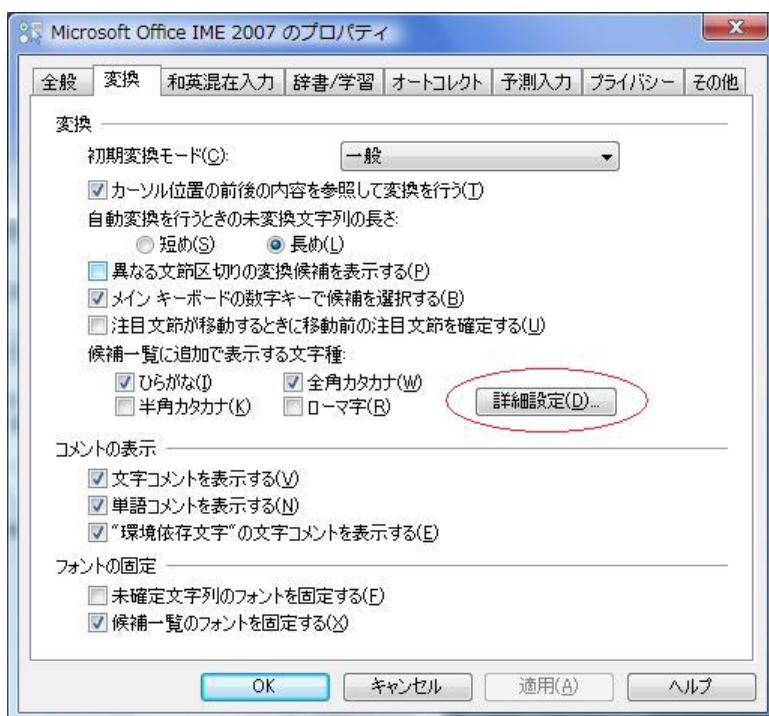 Microsoft Office IME 2007 のプロパティ
全般 変換 和英混在入力 辞書/学習 オートコレクト 予測入力 プライバシー その他
変換
初期変換モード(C): 一般
カーソル位置の前後の内容を参照して変換を行う(T)
自動変換を行うときの未変換文字列の長さ:
短め(S) 長め(L)
異なる文節区切りの変換候補を表示する(P)
メイン キーボードの数字キーで候補を選択する(B)
注目文節が移動するときに移動前の注目文節を確定する(U)
候補一覧に追加で表示する文字種:
ひらがな(I) 全角カタカナ(W)
半角カタカナ(K) ローマ字(R) 詳細設定(D)...
コメントの表示
文字コメントを表示する(V)
単語コメントを表示する(N)
"環境依存文字"の文字コメントを表示する(E)
フォントの固定
未確定文字列のフォントを固定する(F)
候補一覧のフォントを固定する(X)
OK キャンセル 適用(A) ヘルプ